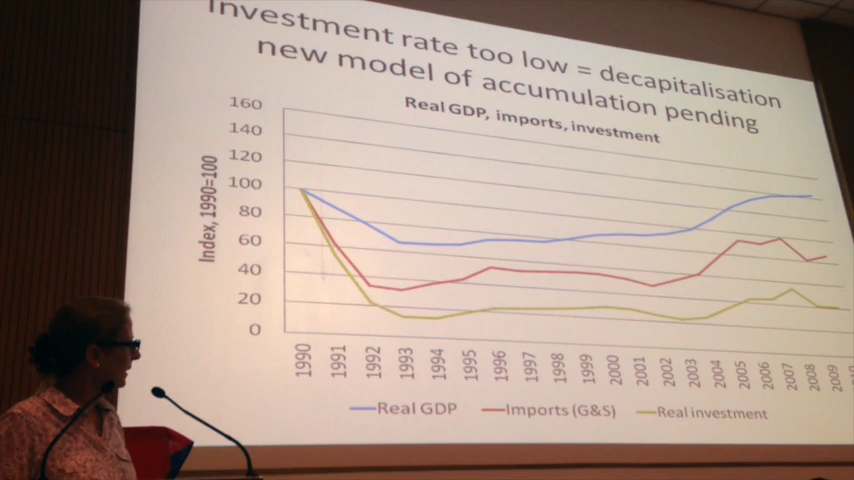 Investment rate too low = decapitalisation
new model of accumulation pending
Real GDP, imports, investment
Index, 1990=100
160
140
120
100
80
60
40
20
0
1990 1991 1992 1993 1994 1995 1996 1997 1998 1999 2000 2001 2002 2003 2004 2005 2006 2007 2008 2009
Real GDP Imports (G&S) Real investment